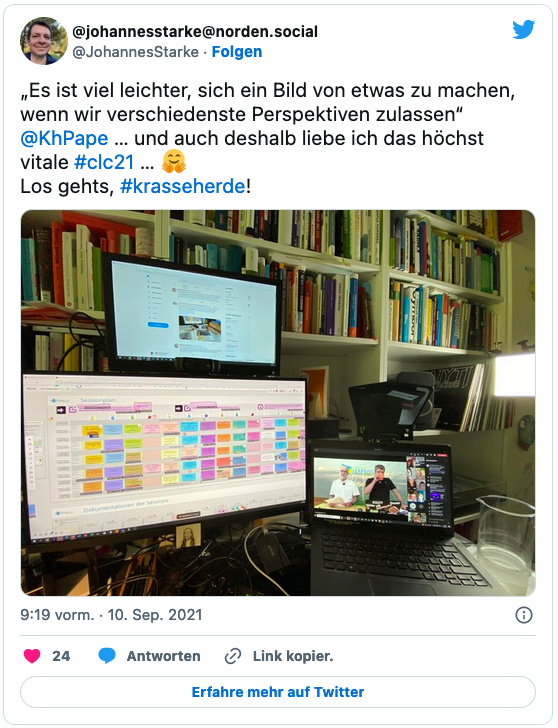 @johannesstarke@norden.social
@JohannesStarke · Folgen
„Es ist viel leichter, sich ein Bild von etwas zu machen,
wenn wir verschiedenste Perspektiven zulassen“
@KhPape ... und auch deshalb liebe ich das höchst
vitale #clc21 ... 🤗
Los gehts, #krasseherde!
Sessionplan
Dokumentationen der Sessions
9:19 vorm. · 10. Sep. 2021
24 Antworten Link kopier.
Erfahre mehr auf Twitter